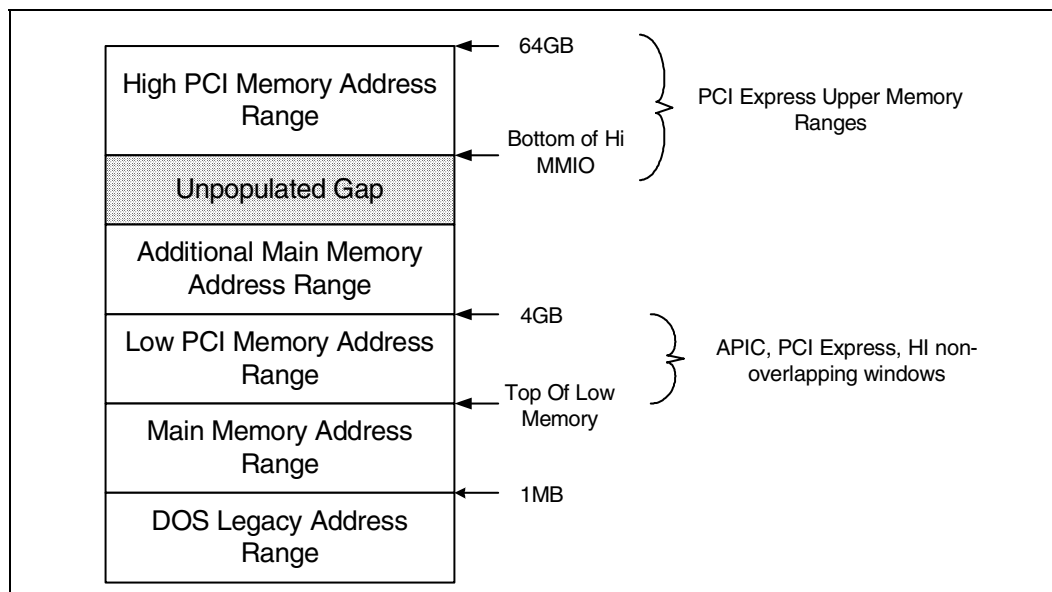 64GB
High PCI Memory Address
Range
PCI Express Upper Memory
Ranges
Bottom of Hi
MMIO
Unpopulated Gap
Additional Main Memory
Address Range
4GB
Low PCI Memory Address
Range
APIC, PCI Express, HI non-
overlapping windows
Top Of Low
Memory
Main Memory Address
Range
1MB
DOS Legacy Address
Range